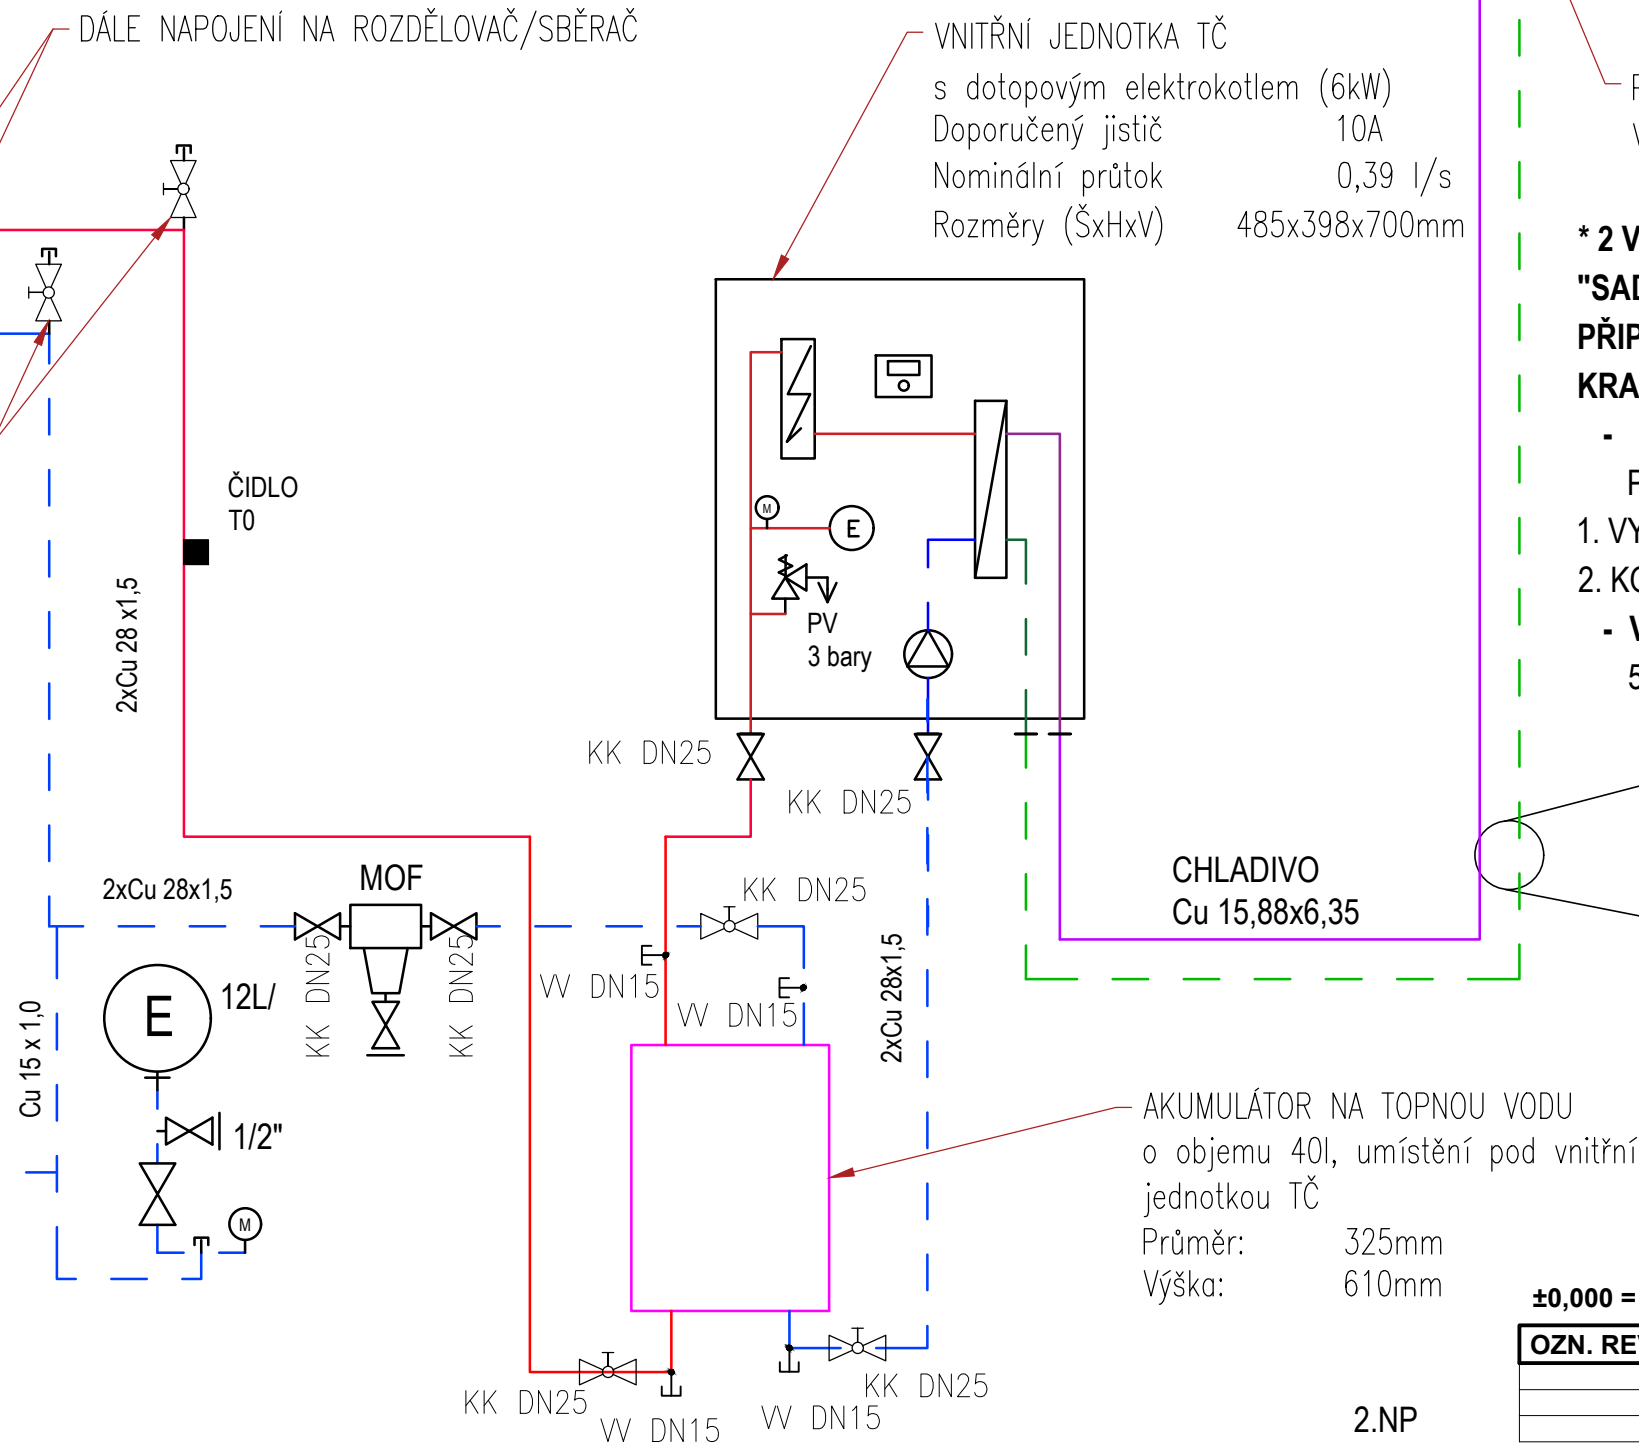 DÁLE NAPOJENÍ NA ROZDĚLOVAČ/SBĚRAČ
VNITŘNÍ JEDNOTKA TČ
s dotopovým elektrokotlem (6kW)
Doporučený jistič 10A
Nominální průtok 0,39 l/s
Rozměry (ŠxHxV) 485x398x700mm
* 2 V
"SAD
PŘIP
KRA
-
1. VY
2. KO
- V
5
ČIDLO
T0
2xCu 28 x1,5
M
E
PV
3 bary
KK DN25
KK DN25
CHLADIVO
Cu 15,88x6,35
2xCu 28x1,5
MOF
KK DN25
KK DN25
KK DN25
VV DN15
VV DN15
2xCu 28x1,5
E
12L/
Cu 15 x 1,0
1/2"
M
AKUMULÁTOR NA TOPNOU VODU
o objemu 40l, umístění pod vnitřní
jednotkou TČ
Průměr: 325mm
Výška: 610mm
KK DN25
VV DN15
VV DN15
KK DN25
±0,000 =
OZN. REV
2.NP